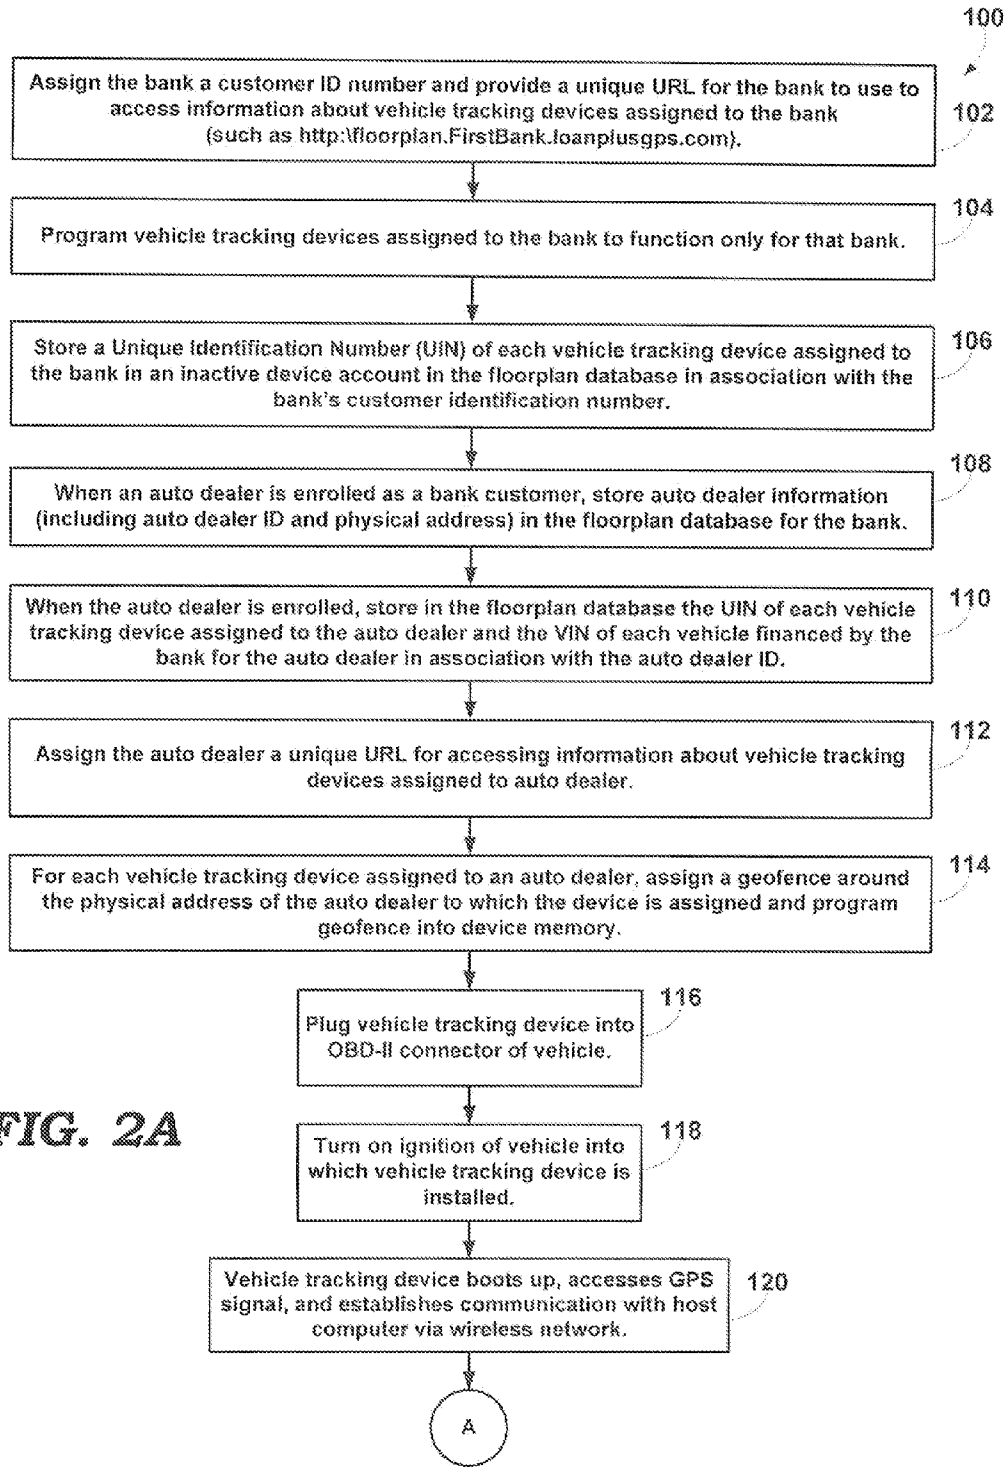 100
Assign the bank a customer ID number and provide a unique URL for the bank to use to
access information about vehicle tracking devices assigned to the bank
(such as http:\\floorplan.FirstBank.loanplusgps.com).
102
Program vehicle tracking devices assigned to the bank to function only for that bank.
104
Store a Unique Identification Number (UIN) of each vehicle tracking device assigned to
the bank in an inactive device account in the floorplan database in association with the
bank's customer identification number.
106
When an auto dealer is enrolled as a bank customer, store auto dealer information
(including auto dealer ID and physical address) in the floorplan database for the bank.
108
When the auto dealer is enrolled, store in the floorplan database the UIN of each vehicle
tracking device assigned to the auto dealer and the VIN of each vehicle financed by the
bank for the auto dealer in association with the auto dealer ID.
110
Assign the auto dealer a unique URL for accessing information about vehicle tracking
devices assigned to auto dealer.
112
For each vehicle tracking device assigned to an auto dealer, assign a geofence around
the physical address of the auto dealer to which the device is assigned and program
geofence into device memory.
114
Plug vehicle tracking device into
OBD-II connector of vehicle.
116
FIG. 2A
Turn on ignition of vehicle into
which vehicle tracking device is
installed.
118
Vehicle tracking device boots up, accesses GPS
signal, and establishes communication with host
computer via wireless network.
120
A